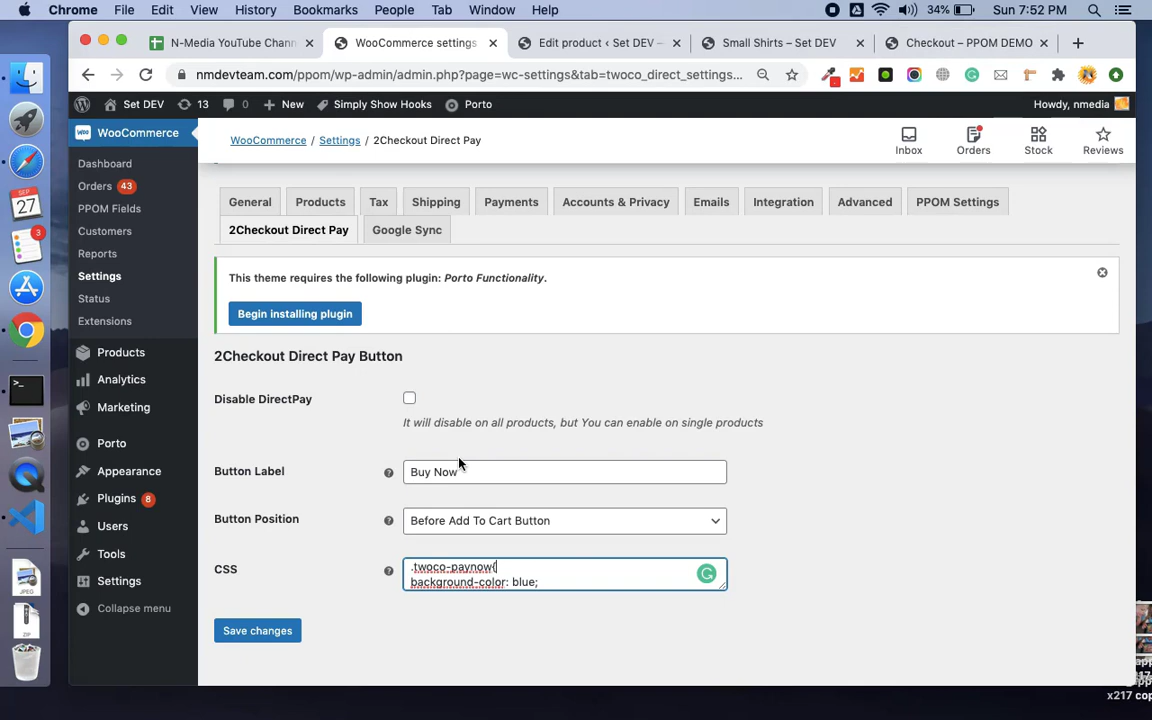 Chrome File Edit View History Bookmarks People Tab Window Help 34% Sun 7:52 PM
N-Media YouTube Chann WooCommerce settings Edit product ‹ Set DEV — Small Shirts – Set DEV Checkout – PPOM DEMO
nmdevteam.com/ppom/wp-admin/admin.php?page=wc-settings&tab=twoco_direct_settings...
Set DEV 13 0 New Simply Show Hooks Porto Howdy, nmedia
WooCommerce
Dashboard
Orders 43
PPOM Fields
Customers
Reports
Settings
Status
Extensions
Products
Analytics
Marketing
Porto
Appearance
Plugins 8
Users
Tools
Settings
Collapse menu
WooCommerce / Settings / 2Checkout Direct Pay
Inbox Orders Stock Reviews
General Products Tax Shipping Payments Accounts & Privacy Emails Integration Advanced PPOM Settings
2Checkout Direct Pay Google Sync
This theme requires the following plugin: Porto Functionality.
Begin installing plugin
2Checkout Direct Pay Button
Disable DirectPay
It will disable on all products, but You can enable on single products
Button Label Buy Now
Button Position Before Add To Cart Button
CSS .twoco-paynow{
background-color: blue;
Save changes
SEP
27
3
JPEG
ZIP
x217 cop